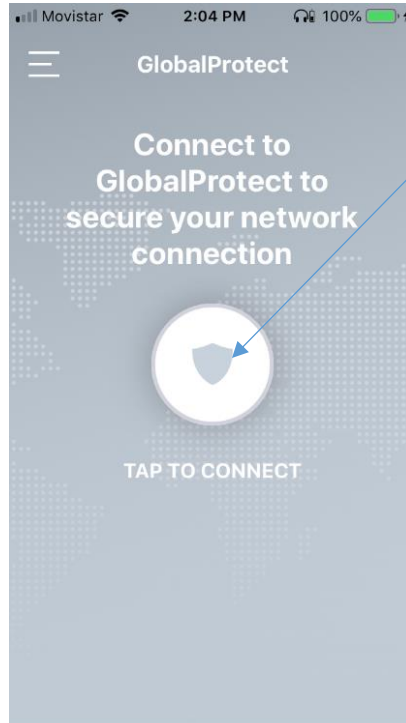 Movistar 2:04 PM 100%
GlobalProtect
Connect to
GlobalProtect to
secure your network
connection
TAP TO CONNECT